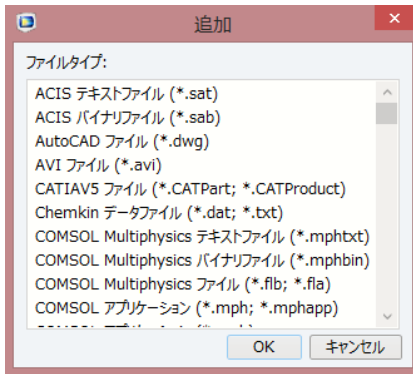 追加
ファイルタイプ:
ACIS テキストファイル (*.sat)
ACIS バイナリファイル (*.sab)
AutoCAD ファイル (*.dwg)
AVI ファイル (*.avi)
CATIAV5 ファイル (*.CATPart; *.CATProduct)
Chemkin データファイル (*.dat; *.txt)
COMSOL Multiphysics テキストファイル (*.mphtxt)
COMSOL Multiphysics バイナリファイル (*.mphbin)
COMSOL Multiphysics ファイル (*.flb; *.fla)
COMSOL アプリケーション (*.mph; *.mphapp)
OK キャンセル